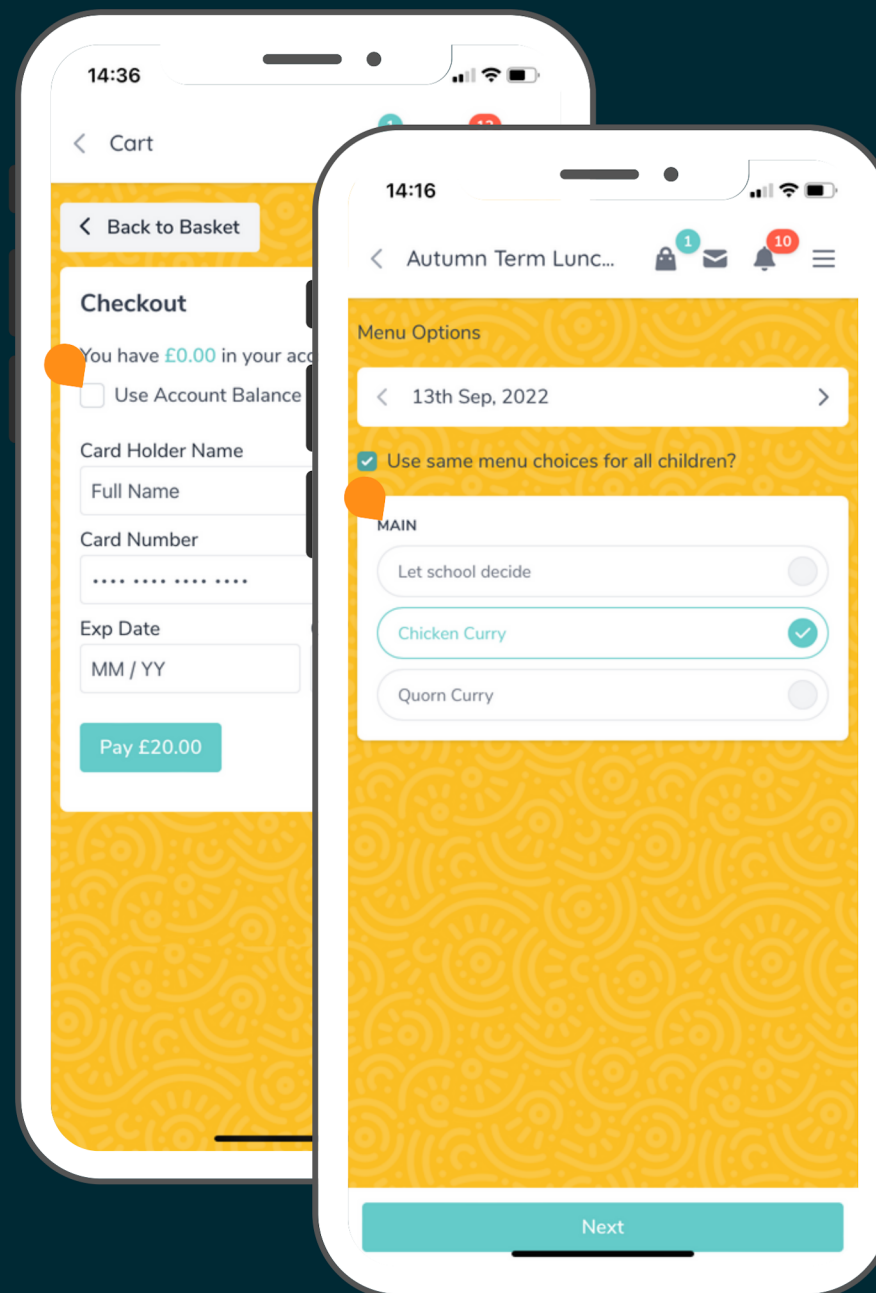 14:36
Cart
Back to Basket
Checkout
You have £0.00 in your acc
Use Account Balance
Card Holder Name
Full Name
Card Number
•••• •••• •••• ••••
Exp Date
MM / YY
Pay £20.00
14:16
Autumn Term Lunc...
1
10
Menu Options
13th Sep, 2022
Use same menu choices for all children?
MAIN
Let school decide
Chicken Curry
Quorn Curry
Next